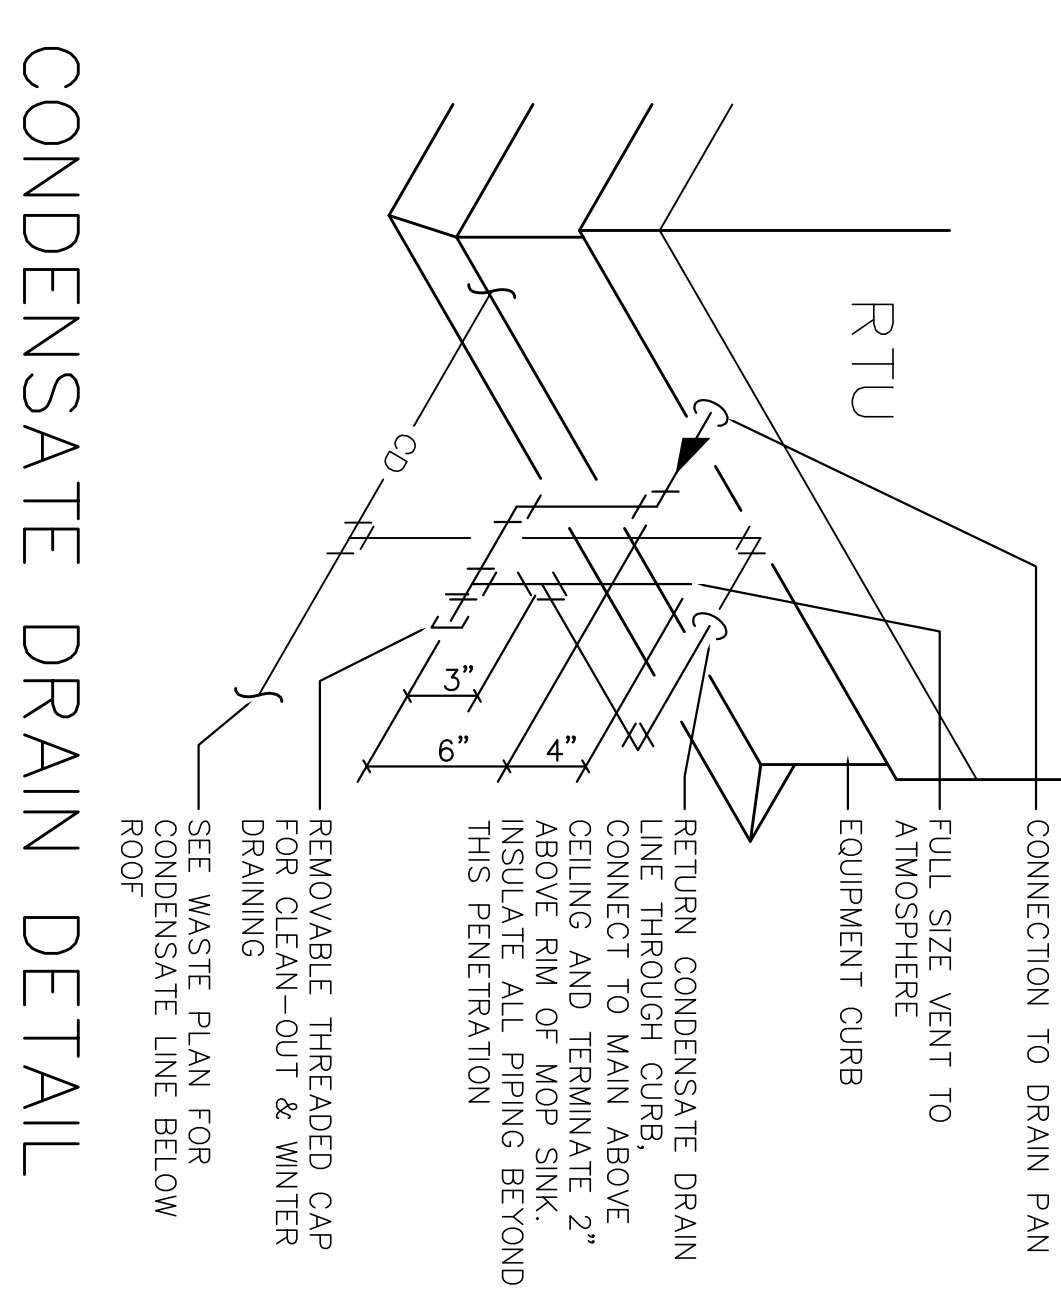 CONNECTION TO DRAIN PAN
FULL SIZE VENT TO
ATMOSPHERE
EQUIPMENT CURB
RETURN CONDENSATE DRAIN
LINE THROUGH CURB,
CONNECT TO MAIN ABOVE
CEILING AND TERMINATE 2"
ABOVE RIM OF MOP SINK.
INSULATE ALL PIPING BEYOND
THIS PENETRATION
REMOVABLE THREADED CAP
FOR CLEAN-OUT & WINTER
DRAINING
SEE WASTE PLAN FOR
CONDENSATE LINE BELOW
ROOF
RTU
4"
6"
3"
CD
CONDENSATE DRAIN DETAIL